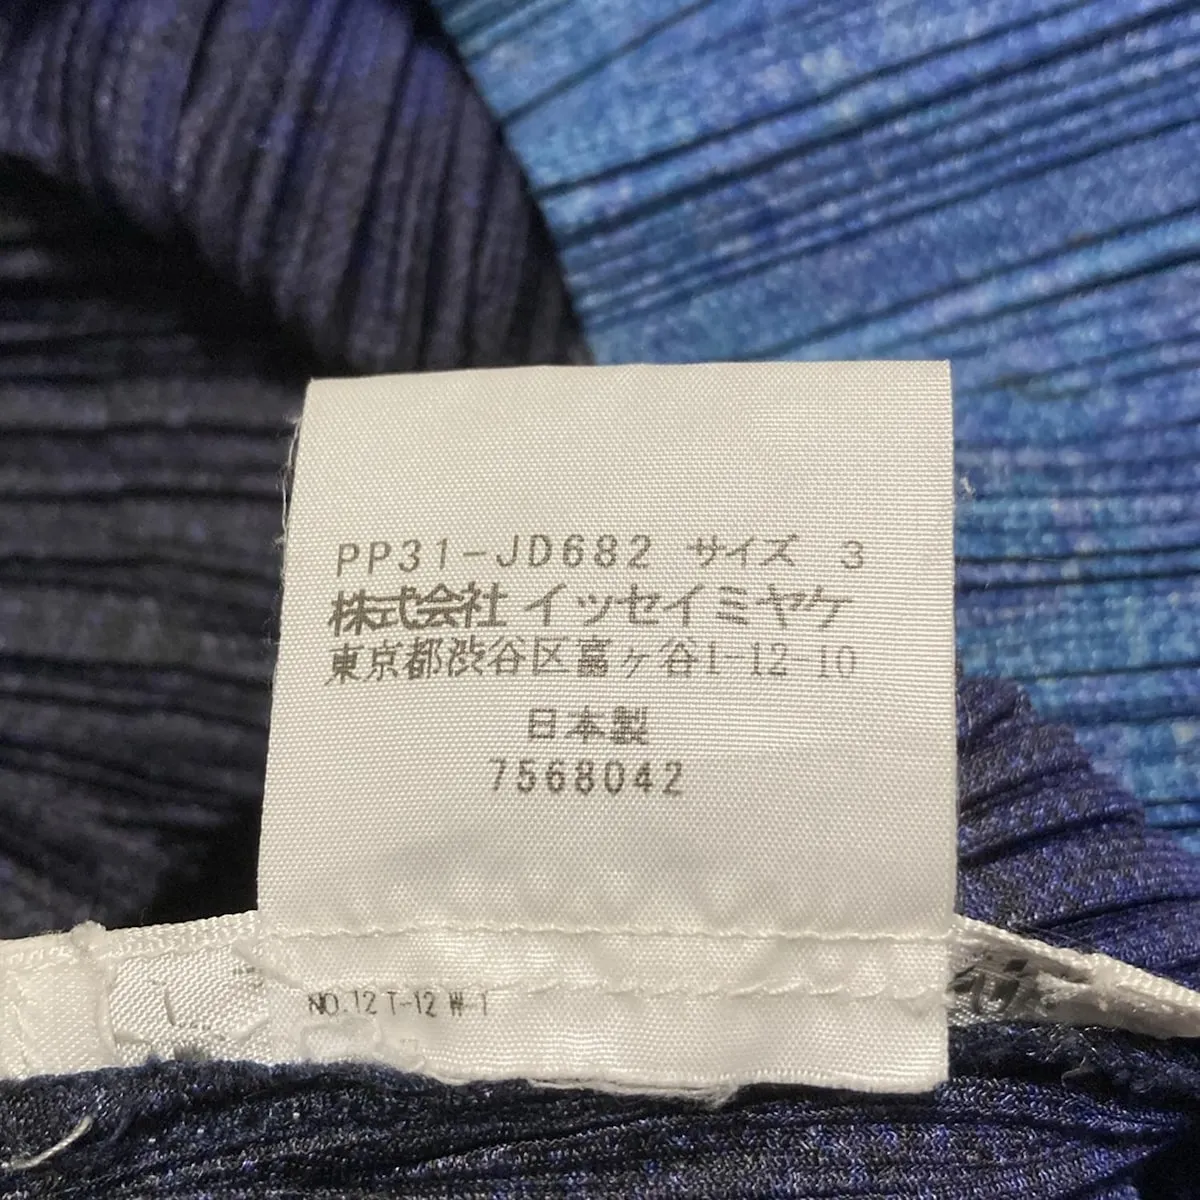 PP31-JD682 サイズ 3
株式会社 イッセイミヤケ
東京都渋谷区富ヶ谷1-12-10
日本製
7568042
NO.12 T-12 W-1